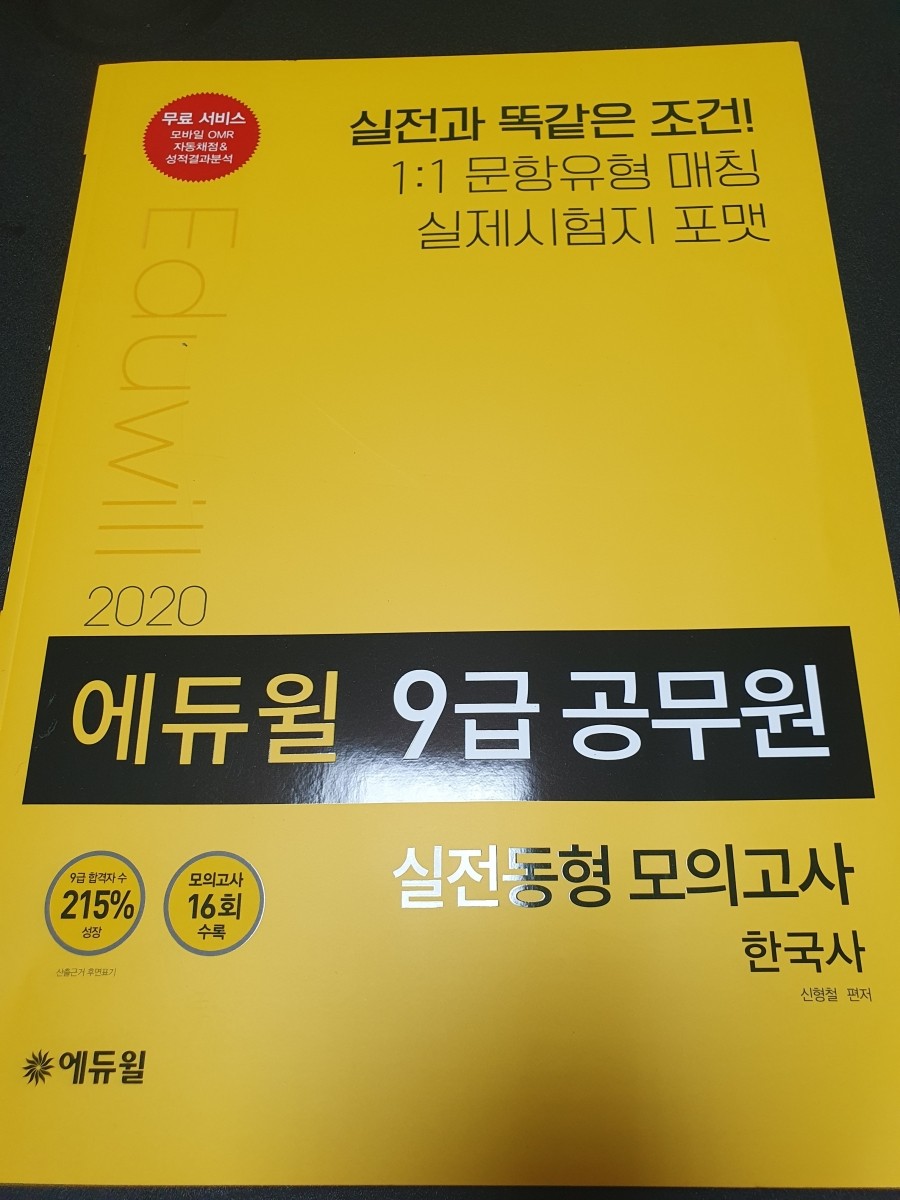 무료 서비스
모바일 OMR
자동채점&
성적결과분석
실전과 똑같은 조건!
1:1 문항유형 매칭
실제시험지 포맷
Eduwill
2020
에듀윌 9급 공무원
실전동형 모의고사
한국사
신형철 편저
9급 합격자 수
215%
성장
모의고사
16회
수록
산출근거 후면표기
에듀윌